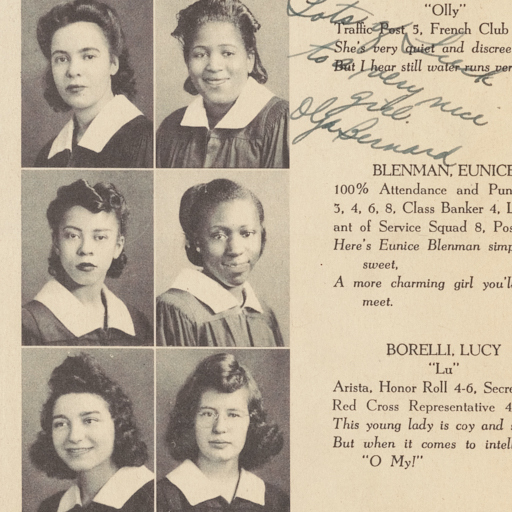 "Olly"
Traffic Post 5, French Club
She's very quiet and discree
But I hear still water runs ver
Lots of luck
to a very nice
girl.
Olga Bernard
BLENMAN, EUNICE
100% Attendance and Pun
3, 4, 6, 8, Class Banker 4, L
ant of Service Squad 8, Pos
Here's Eunice Blenman simp
sweet,
A more charming girl you'l
meet.
BORELLI, LUCY
"Lu"
Arista, Honor Roll 4-6, Secre
Red Cross Representative 4
This young lady is coy and s
But when it comes to intel
"O My!"